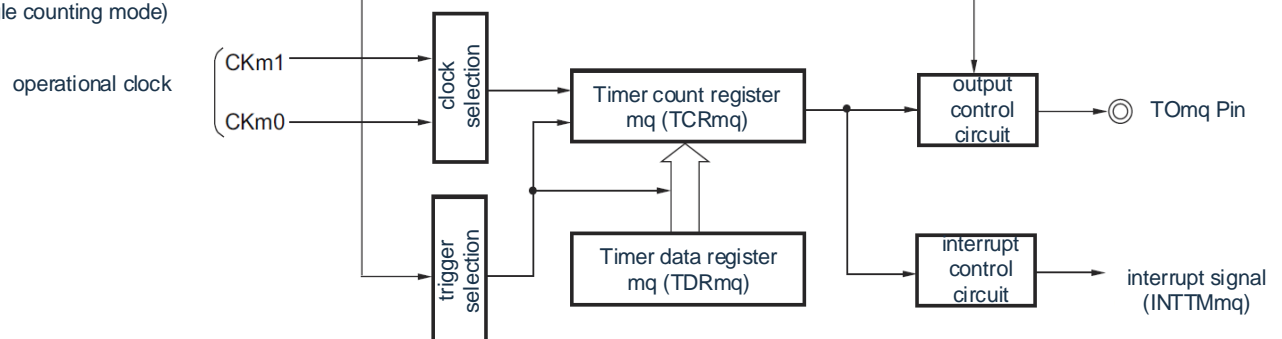 le counting mode)
operational clock
CKm1
CKm0
clock
selection
Timer count register
mq (TCRmq)
output
control
circuit
TOmq Pin
trigger
selection
Timer data register
mq (TDRmq)
interrupt
control
circuit
interrupt signal
(INTTMmq)